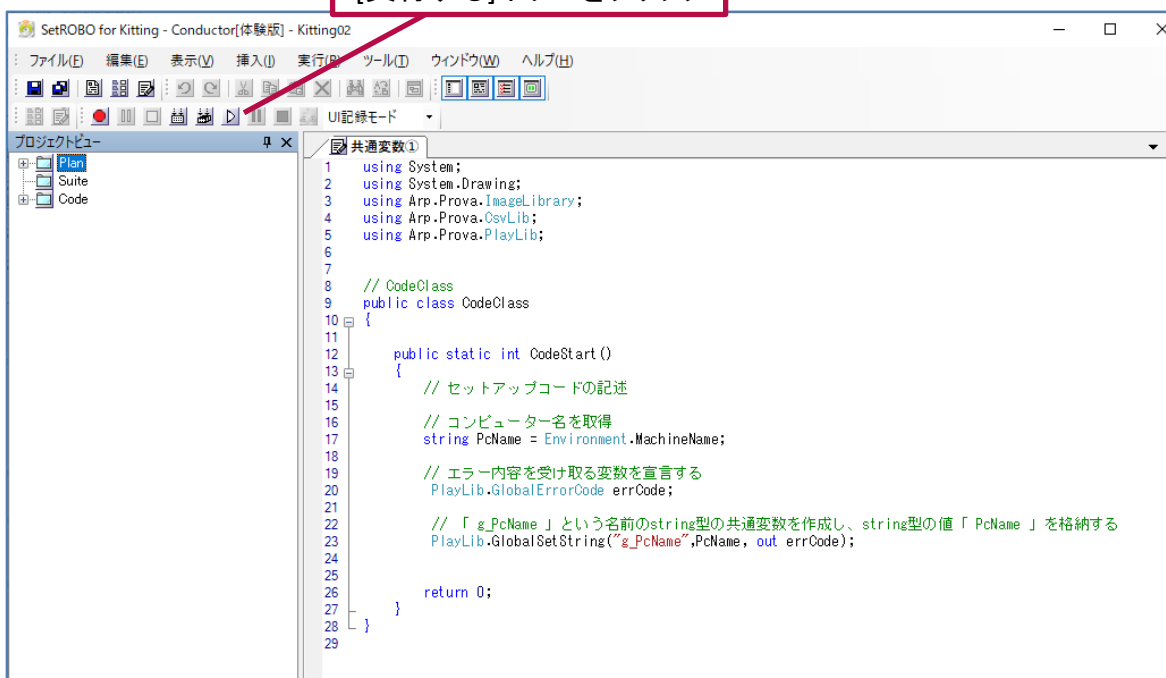 SetROBO for Kitting - Conductor[体験版] - Kitting02
ファイル(F) 編集(E) 表示(V) 挿入(I) 実行(R) ツール(T) ウィンドウ(W) ヘルプ(H)
UI記録モード
プロジェクトビュー
Plan
Suite
Code
共通変数①
1 using System;
2 using System.Drawing;
3 using Arp.Prova.ImageLibrary;
4 using Arp.Prova.CsvLib;
5 using Arp.Prova.PlayLib;
6
7
8 // CodeClass
9 public class CodeClass
10 {
11
12 public static int CodeStart()
13 {
14 // セットアップコードの記述
15
16 // コンピューター名を取得
17 string PcName = Environment.MachineName;
18
19 // エラー内容を受け取る変数を宣言する
20 PlayLib.GlobalErrorCode errCode;
21
22 // 「 g_PcName 」という名前のstring型の共通変数を作成し、string型の値「 PcName 」を格納する
23 PlayLib.GlobalSetString("g_PcName",PcName, out errCode);
24
25
26 return 0;
27 }
28 }
29